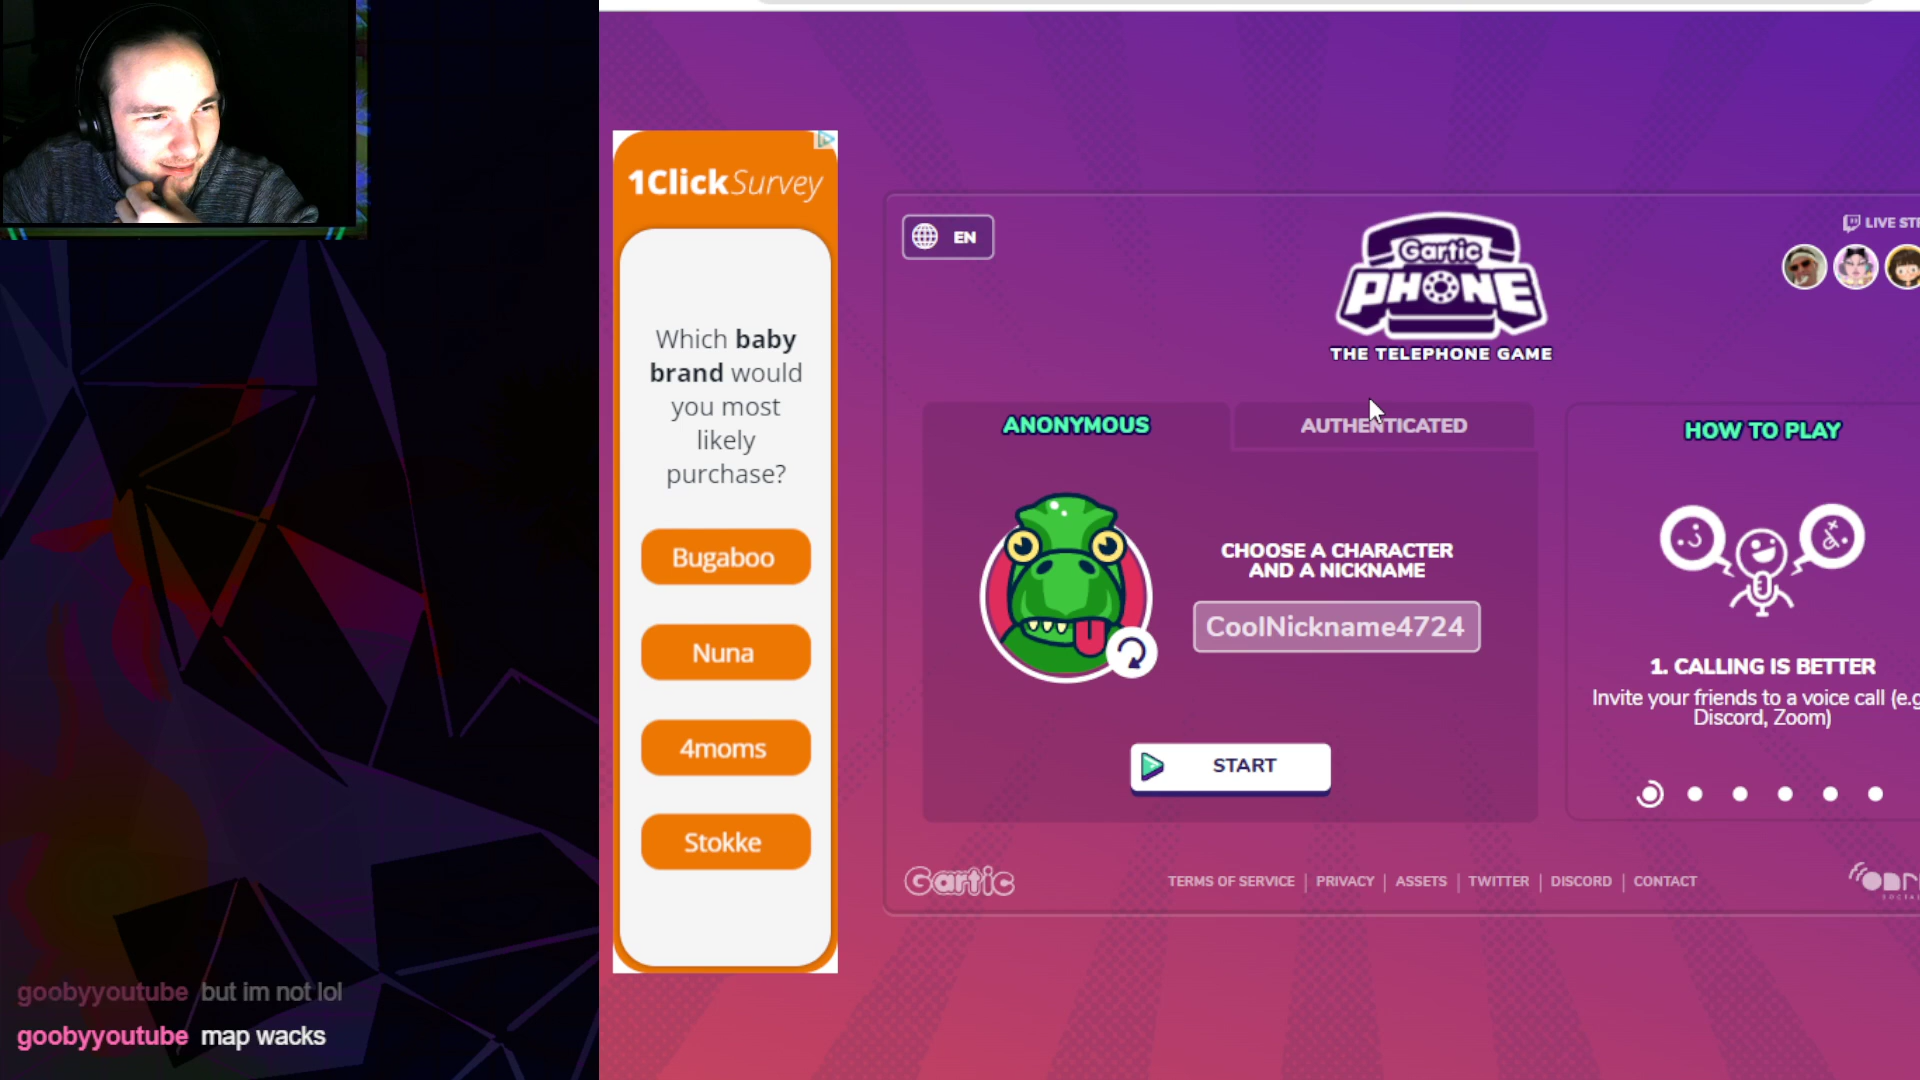 1ClickSurvey
Which baby
brand would
you most
likely
purchase?
Bugaboo
Nuna
4moms
Stokke
EN
Gartic
PHONE
THE TELEPHONE GAME
LIVE
ANONYMOUS
AUTHENTICATED
CHOOSE A CHARACTER
AND A NICKNAME
CoolNickname4724
START
HOW TO PLAY
1. CALLING IS BETTER
Invite your friends to a voice call (e.g
Discord, Zoom)
Gartic
TERMS OF SERVICE | PRIVACY | ASSETS | TWITTER | DISCORD | CONTACT
goobyyoutube but im not lol
goobyyoutube map wacks